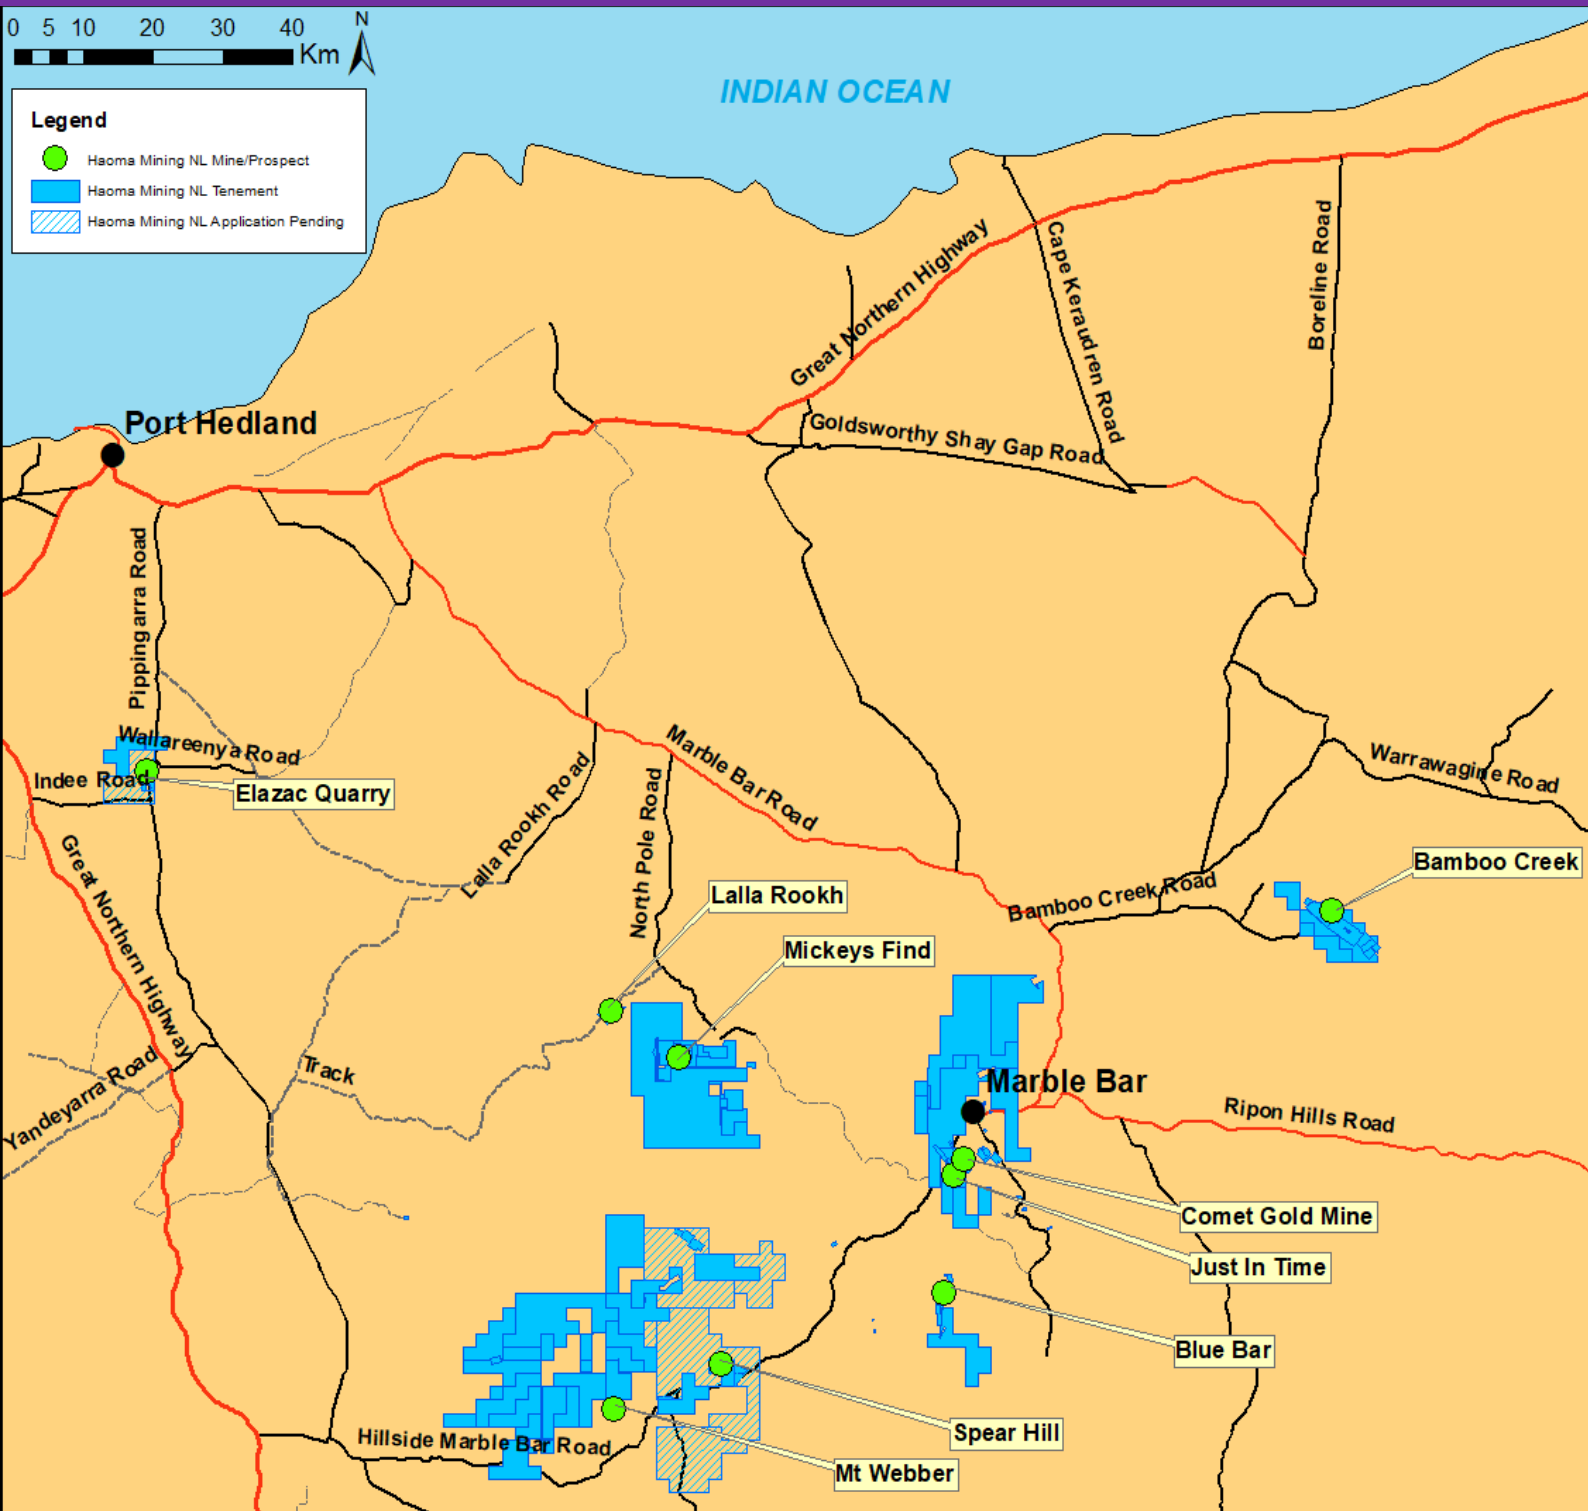 0 5 10 20 30 40
Km
N
INDIAN OCEAN
Legend
Haoma Mining NL Mine/Prospect
Haoma Mining NL Tenement
Haoma Mining NL Application Pending
Great Northern Highway
Cape Keraudren Road
Boreline Road
Port Hedland
Goldsworthy Shay Gap Road
Pippingarra Road
Wallareenya Road
Indee Road
Elazac Quarry
Marble Bar Road
Warrawagine Road
Lalla Rookh Road
North Pole Road
Great Northern Highway
Bamboo Creek
Bamboo Creek Road
Lalla Rookh
Mickeys Find
Track
Yandeyarra Road
Marble Bar
Ripon Hills Road
Comet Gold Mine
Just In Time
Blue Bar
Spear Hill
Hillside Marble Bar Road
Mt Webber